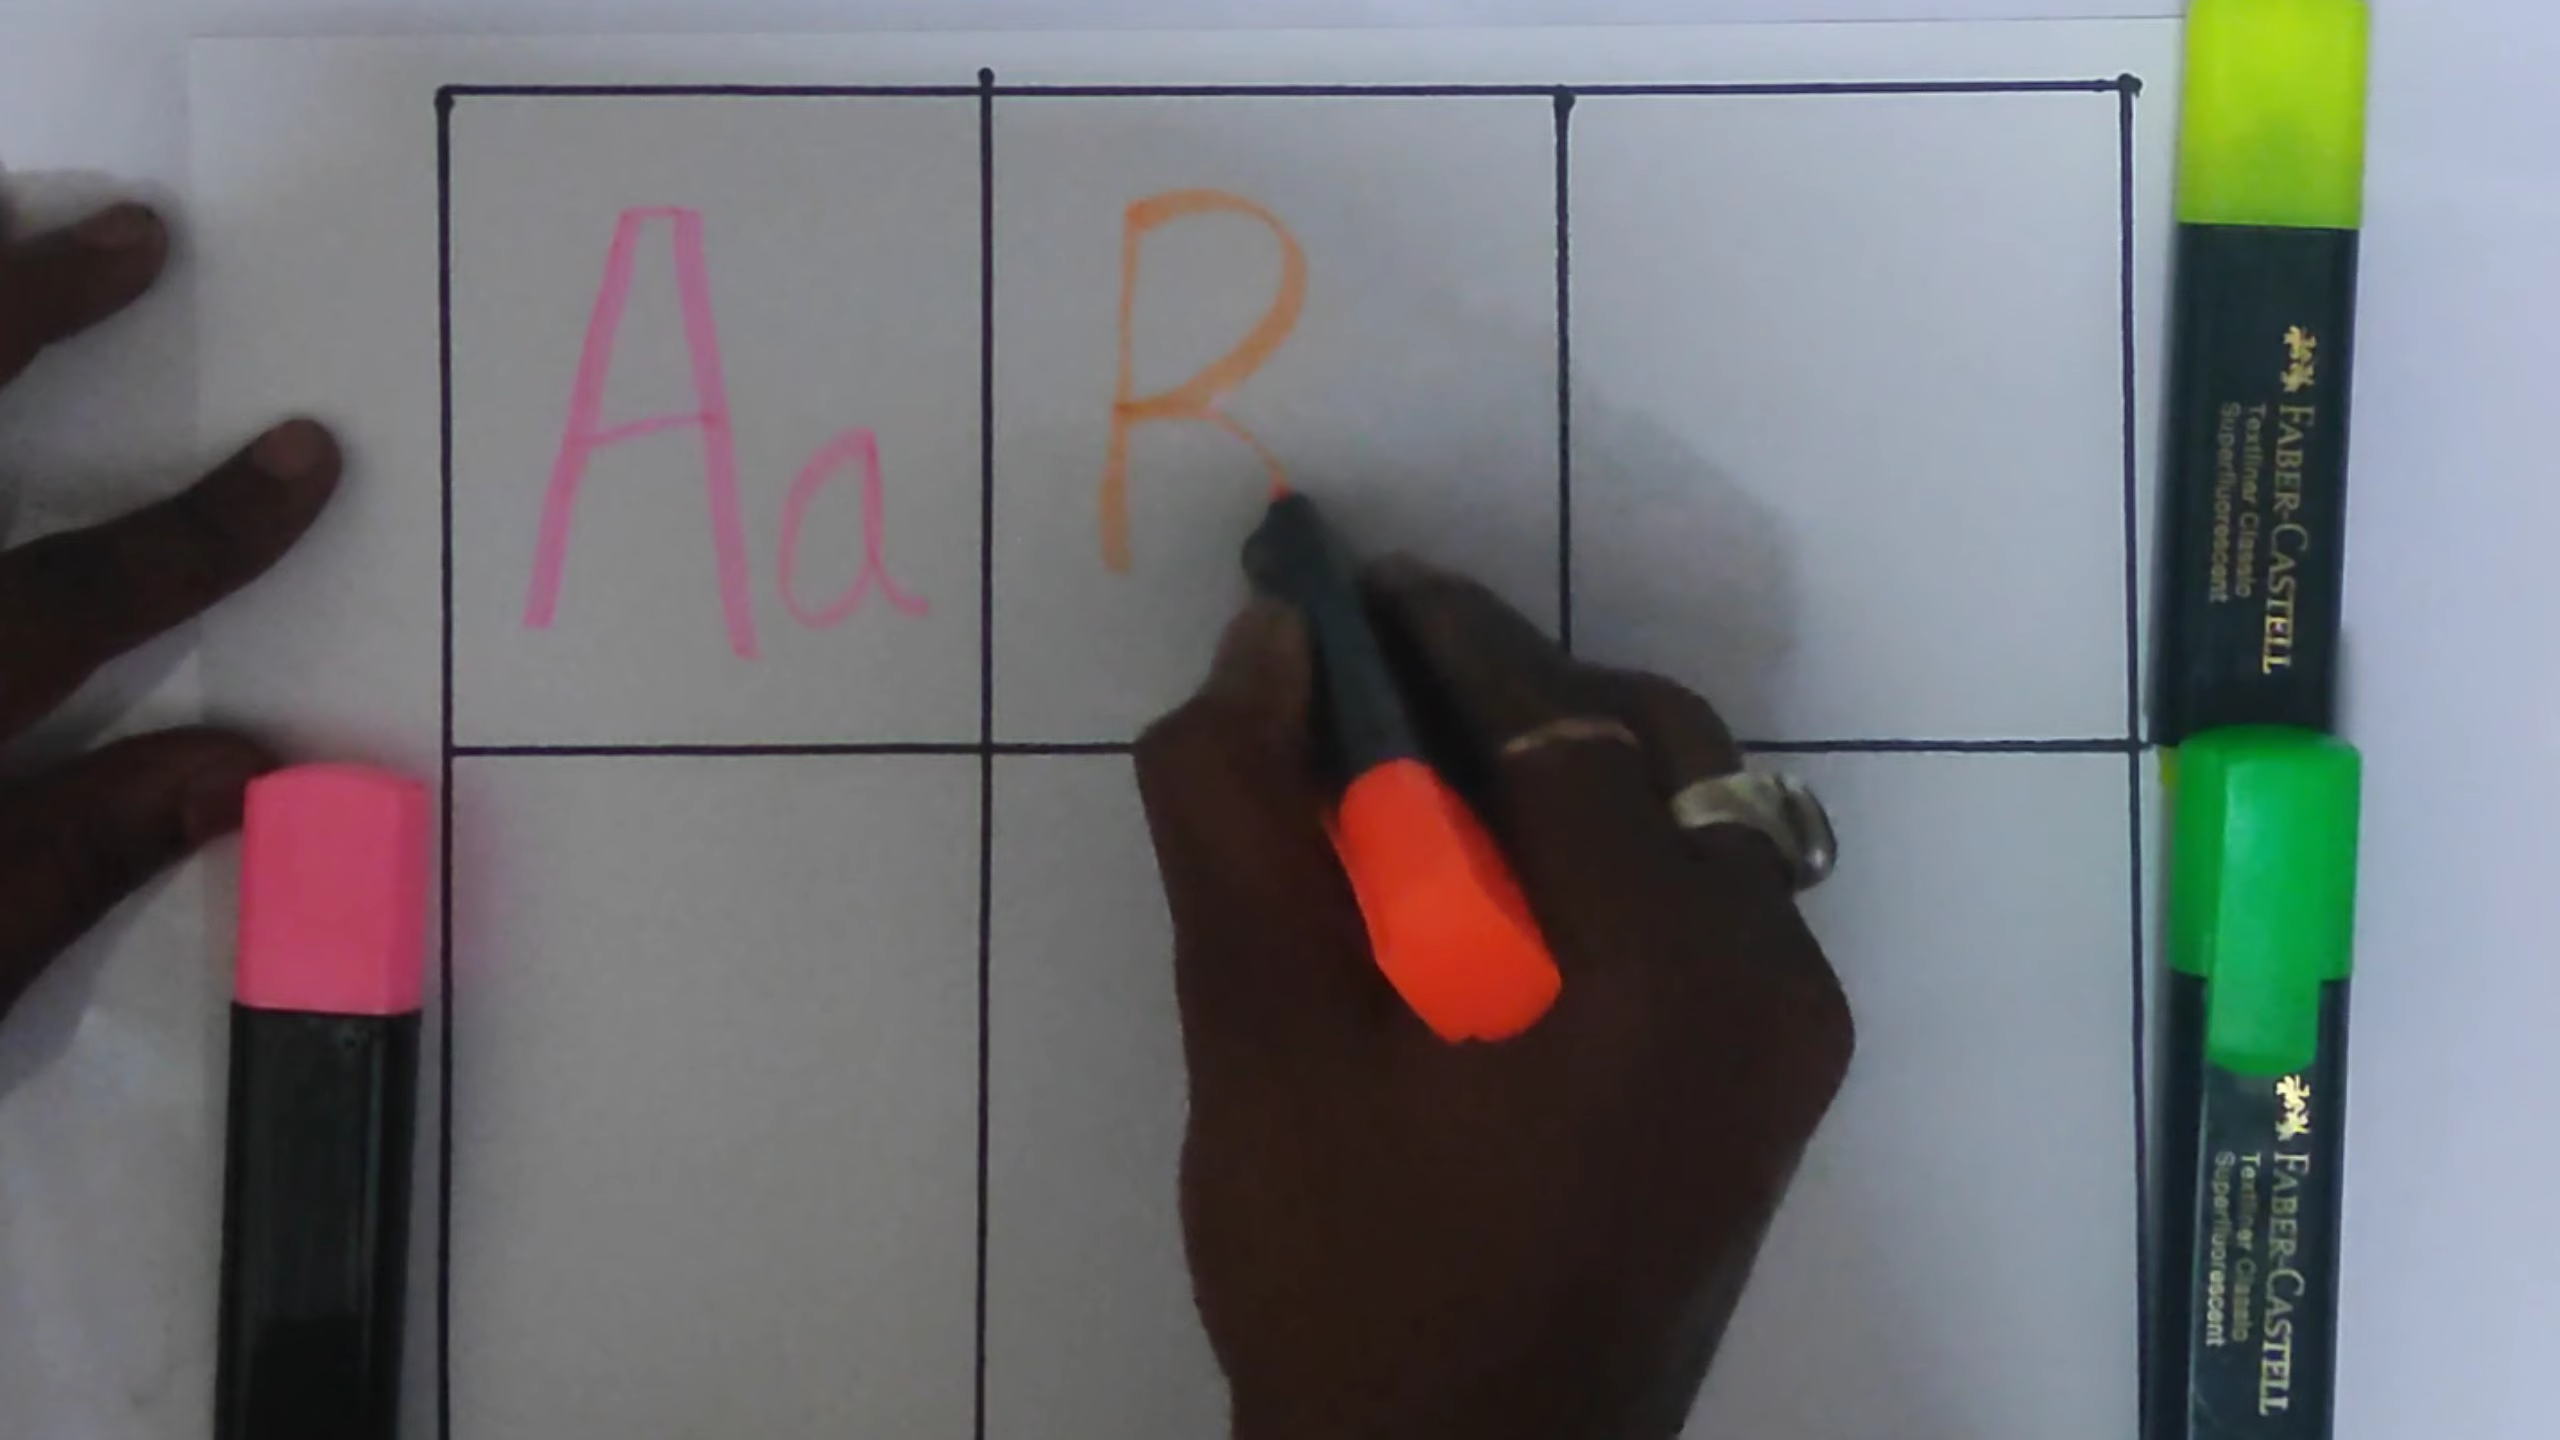 Aa R
FABER-CASTELL
Textliner Classic
Superfluorescent
FABER-CASTELL
Textliner Classic
Superfluorescent